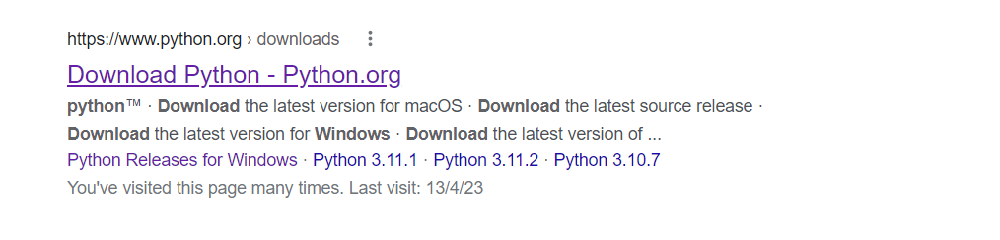 https://www.python.org › downloads
Download Python - Python.org
python™ · Download the latest version for macOS · Download the latest source release ·
Download the latest version for Windows · Download the latest version of ...
Python Releases for Windows · Python 3.11.1 · Python 3.11.2 · Python 3.10.7
You've visited this page many times. Last visit: 13/4/23